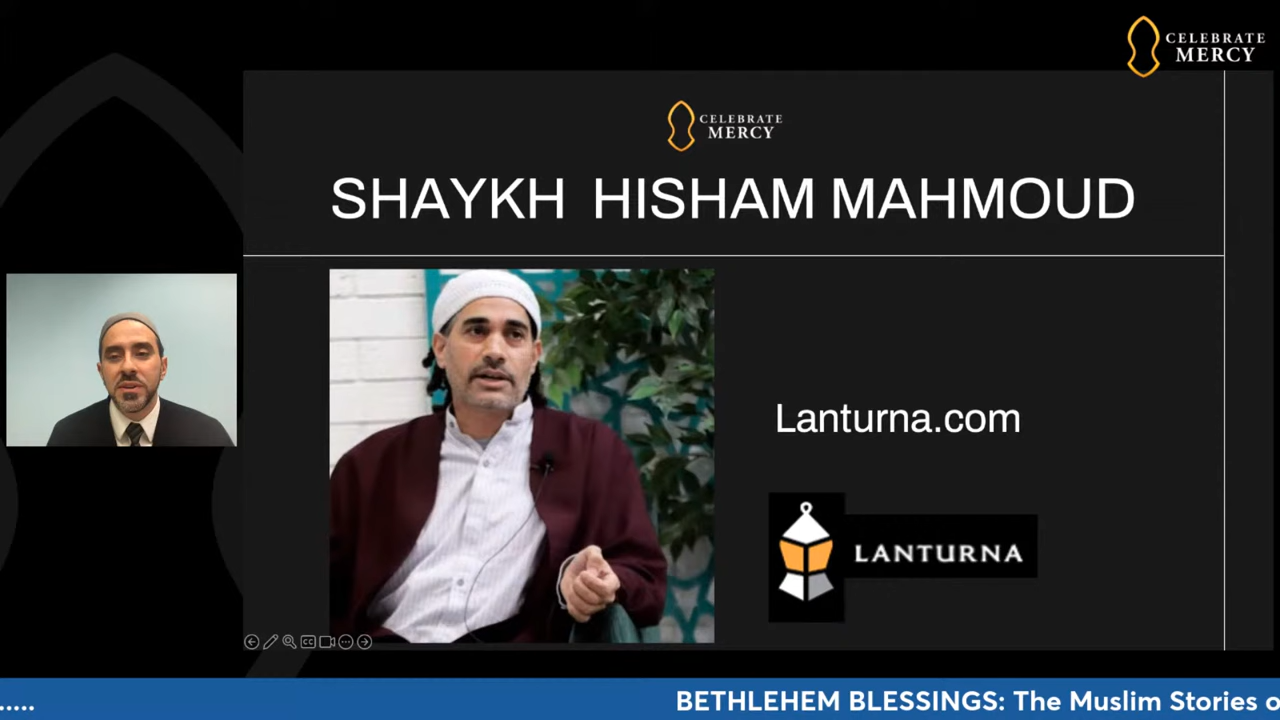 CELEBRATE
MERCY
CELEBRATE
MERCY
SHAYKH HISHAM MAHMOUD
Lanturna.com
LANTURNA
..... BETHLEHEM BLESSINGS: The Muslim Stories o